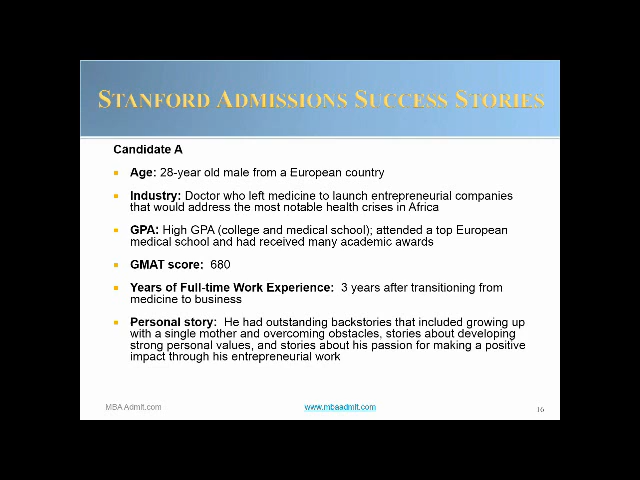 STANFORD ADMISSIONS SUCCESS STORIES
Candidate A
Age: 28-year old male from a European country
Industry: Doctor who left medicine to launch entrepreneurial companies
that would address the most notable health crises in Africa
GPA: High GPA (college and medical school); attended a top European
medical school and had received many academic awards
GMAT score: 680
Years of Full-time Work Experience: 3 years after transitioning from
medicine to business
Personal story: He had outstanding backstories that included growing up
with a single mother and overcoming obstacles, stories about developing
strong personal values, and stories about his passion for making a positive
impact through his entrepreneurial work
MBA Admit.com
www.mbaadmit.com
16